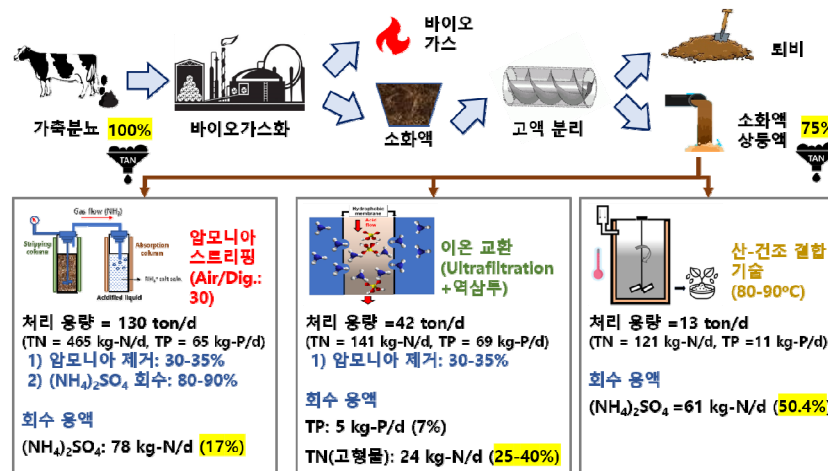 바이오
가스
퇴비
가축분뇨 100%
바이오가스화
소화액
고액 분리
소화액
상등액
75%
TAN
TAN
Gas flow (NH₃)
Stripping
column
Absorption
column
NH₄⁺ salt soln.
Acidified liquid
암모니아
스트리핑
(Air/Dig.:
30)
처리 용량 = 130 ton/d
(TN = 465 kg-N/d, TP = 65 kg-P/d)
1) 암모니아 제거: 30-35%
2) (NH₄)₂SO₄ 회수: 80-90%
회수 용액
(NH₄)₂SO₄: 78 kg-N/d (17%)
Hydrophobic
membrane
Acid
flow
이온 교환
(Ultrafiltration
+역삼투)
처리 용량 =42 ton/d
(TN = 141 kg-N/d, TP = 69 kg-P/d)
1) 암모니아 제거: 30-35%
회수 용액
TP: 5 kg-P/d (7%)
TN(고형물): 24 kg-N/d (25-40%)
산-건조 결합
기술
(80-90ºC)
처리 용량 =13 ton/d
(TN = 121 kg-N/d, TP =11 kg-P/d)
회수 용액
(NH₄)₂SO₄ =61 kg-N/d (50.4%)